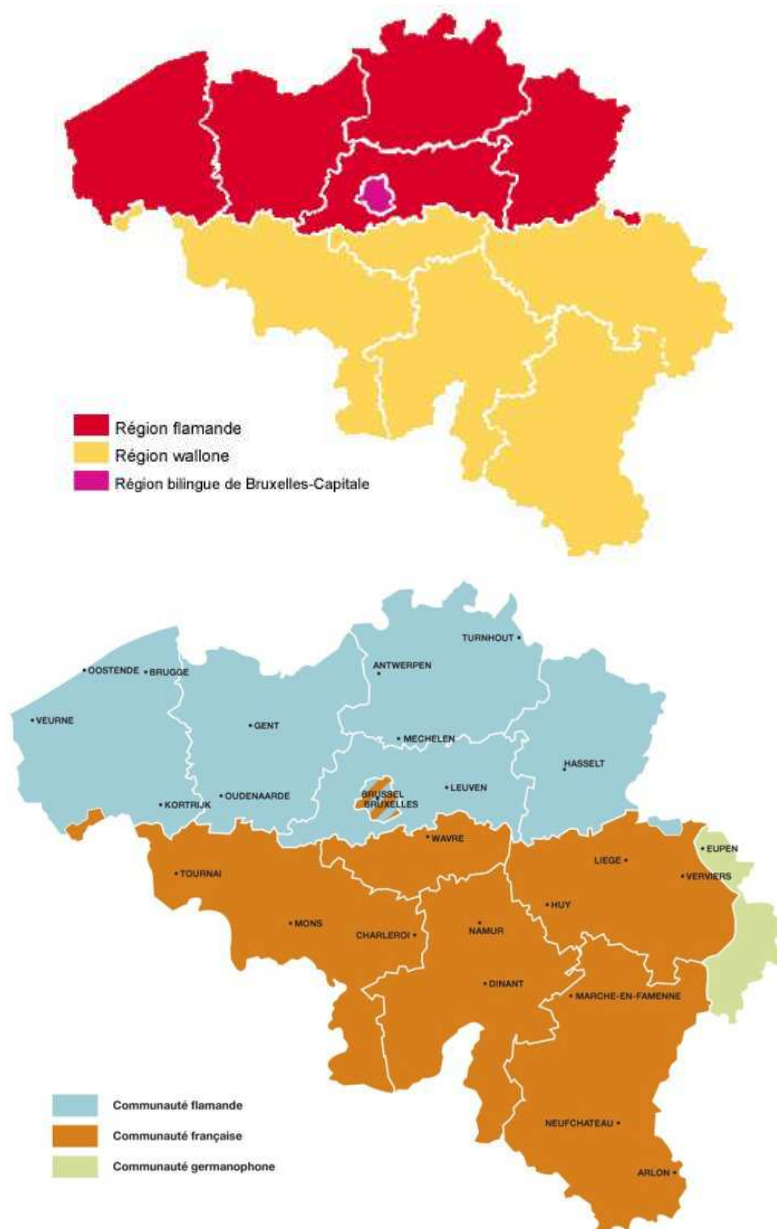 Région flamande
Région wallone
Région bilingue de Bruxelles-Capitale
TURNHOUT
OOSTENDE
BRUGGE
ANTWERPEN
VEURNE
GENT
MECHELEN
HASSELT
KORTRIJK
OUDENAARDE
BRUSSEL
BRUXELLES
LEUVEN
WAVRE
EUPEN
LIEGE
VERVIERS
TOURNAI
HUY
MONS
CHARLEROI
NAMUR
DINANT
MARCHE-EN-FAMENNE
NEUFCHATEAU
ARLON
Communauté flamande
Communauté française
Communauté germanophone